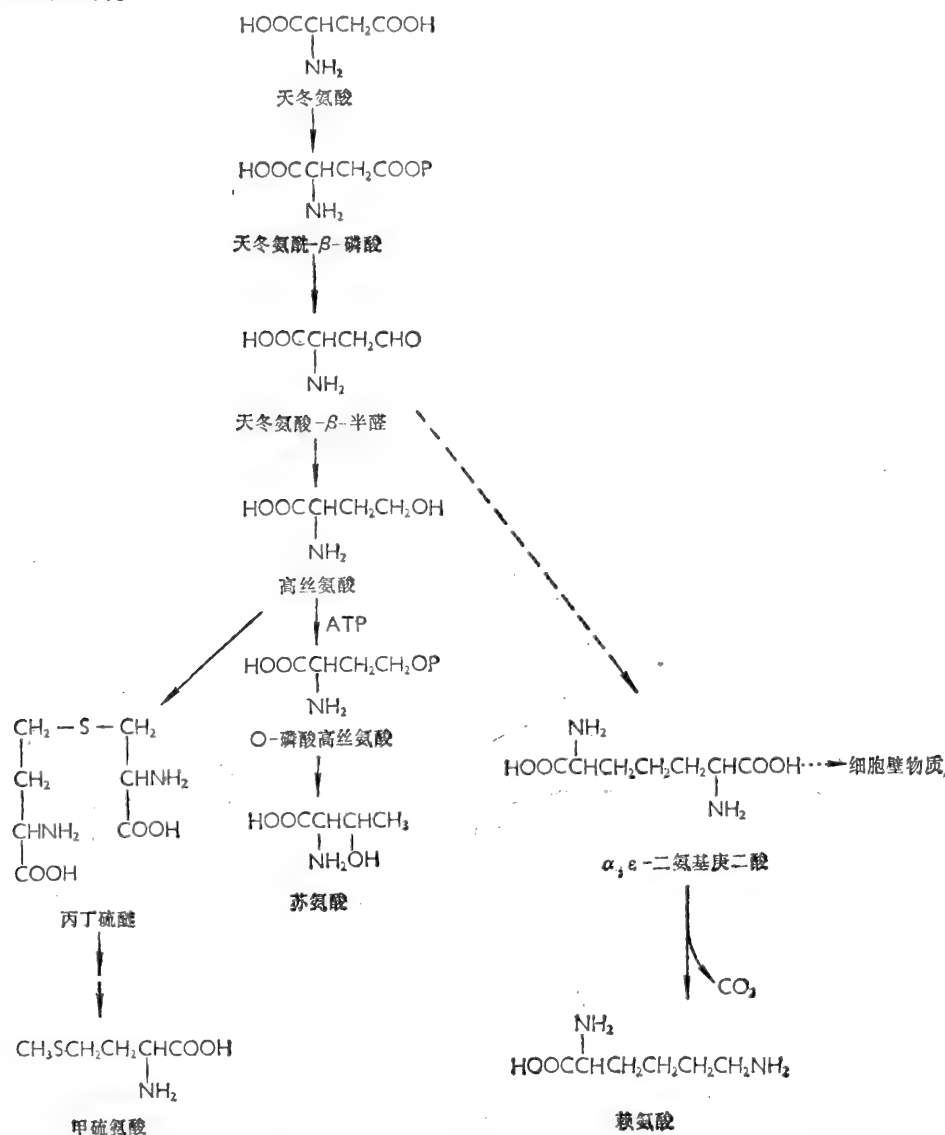 HOOCCHCH₂COOH
NH₂
天冬氨酸
HOOCCHCH₂COOP
NH₂
天冬氨酰-β-磷酸
HOOCCHCH₂CHO
NH₂
天冬氨酸-β-半醛
HOOCCHCH₂CH₂OH
NH₂
高丝氨酸
ATP
HOOCCHCH₂CH₂OP
NH₂
O-磷酸高丝氨酸
HOOCCHCHCH₃
NH₂OH
苏氨酸
CH₂-S-CH₂
CH₂ CHNH₂
CHNH₂ COOH
COOH
丙丁硫醚
CH₃SCH₂CH₂CHCOOH
NH₂
甲硫氨酸
NH₂
HOOCCHCH₂CH₂CH₂CHCOOH 细胞壁物质
NH₂
α,ε-二氨基庚二酸
CO₂
NH₂
HOOCCHCH₂CH₂CH₂CH₂NH₂
赖氨酸